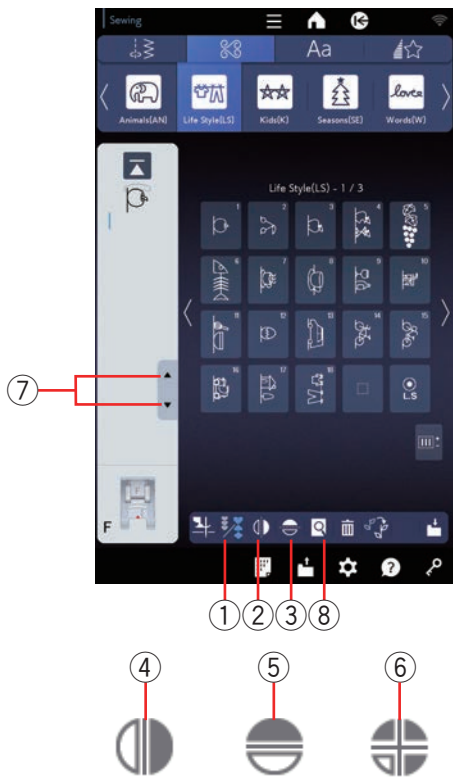 Sewing
Aa
Animals(AN) Life Style(LS) Kids(K) Seasons(SE) Words(W)
love
Life Style(LS) - 1 / 3
1 2 3 4 5
6 7 8 9 10
11 12 13 14 15
16 17 18
L.S
7
F
?
1 2 3 8
4 5 6